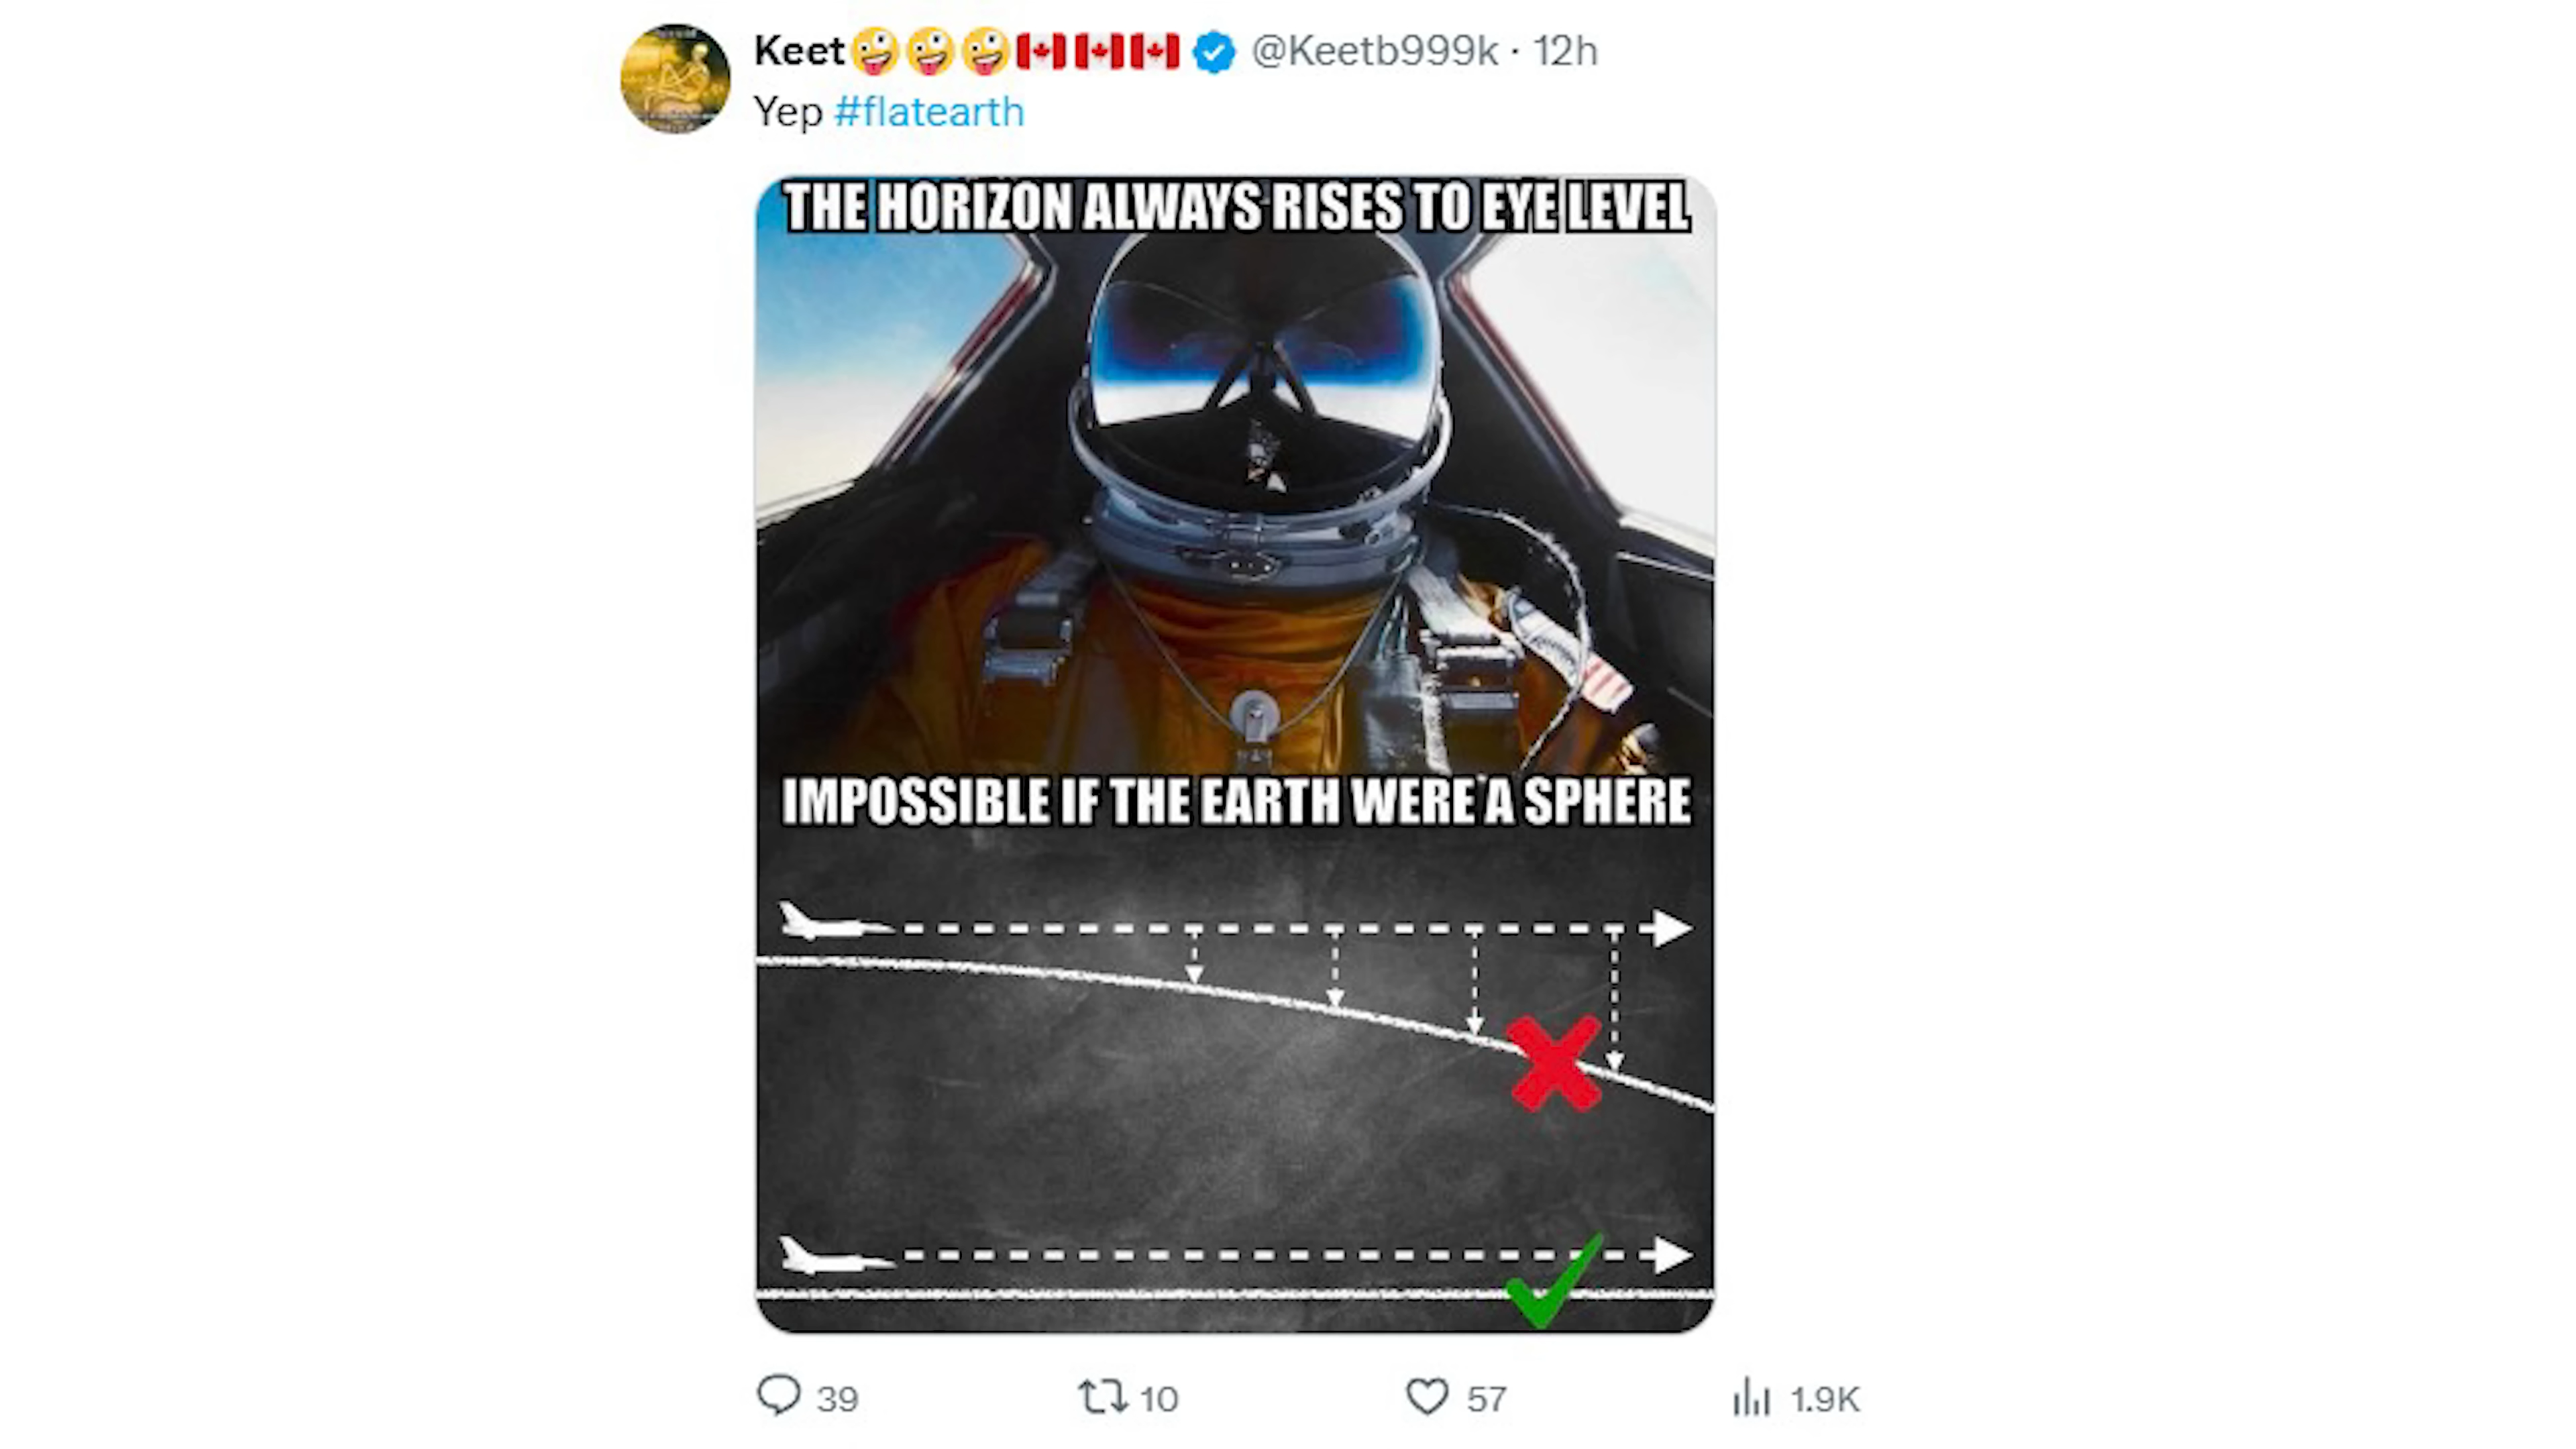 Keet🤪🤪🤪🇨🇦🇨🇦🇨🇦 @Keetb999k · 12h
Yep #flatearth
THE HORIZON ALWAYS RISES TO EYE LEVEL
IMPOSSIBLE IF THE EARTH WERE A SPHERE
39 10 57 1.9K